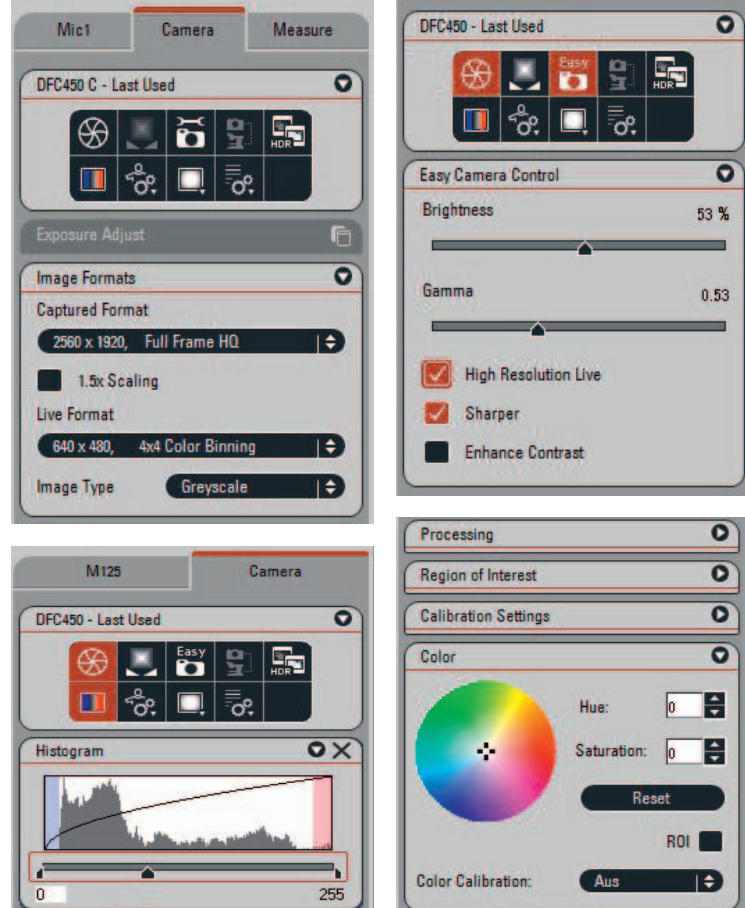 Mic1
Camera
Measure
DFC450 C - Last Used
HDR
Exposure Adjust
Image Formats
Captured Format
2560 x 1920, Full Frame HQ
1.5x Scaling
Live Format
640 x 480, 4x4 Color Binning
Image Type
Greyscale
DFC450 - Last Used
Easy
HDR
Easy Camera Control
Brightness
53 %
Gamma
0.53
High Resolution Live
Sharper
Enhance Contrast
M125
Camera
DFC450 - Last Used
Easy
HDR
Histogram
0
255
Processing
Region of Interest
Calibration Settings
Color
Hue:
0
Saturation:
0
Reset
ROI
Color Calibration:
Aus